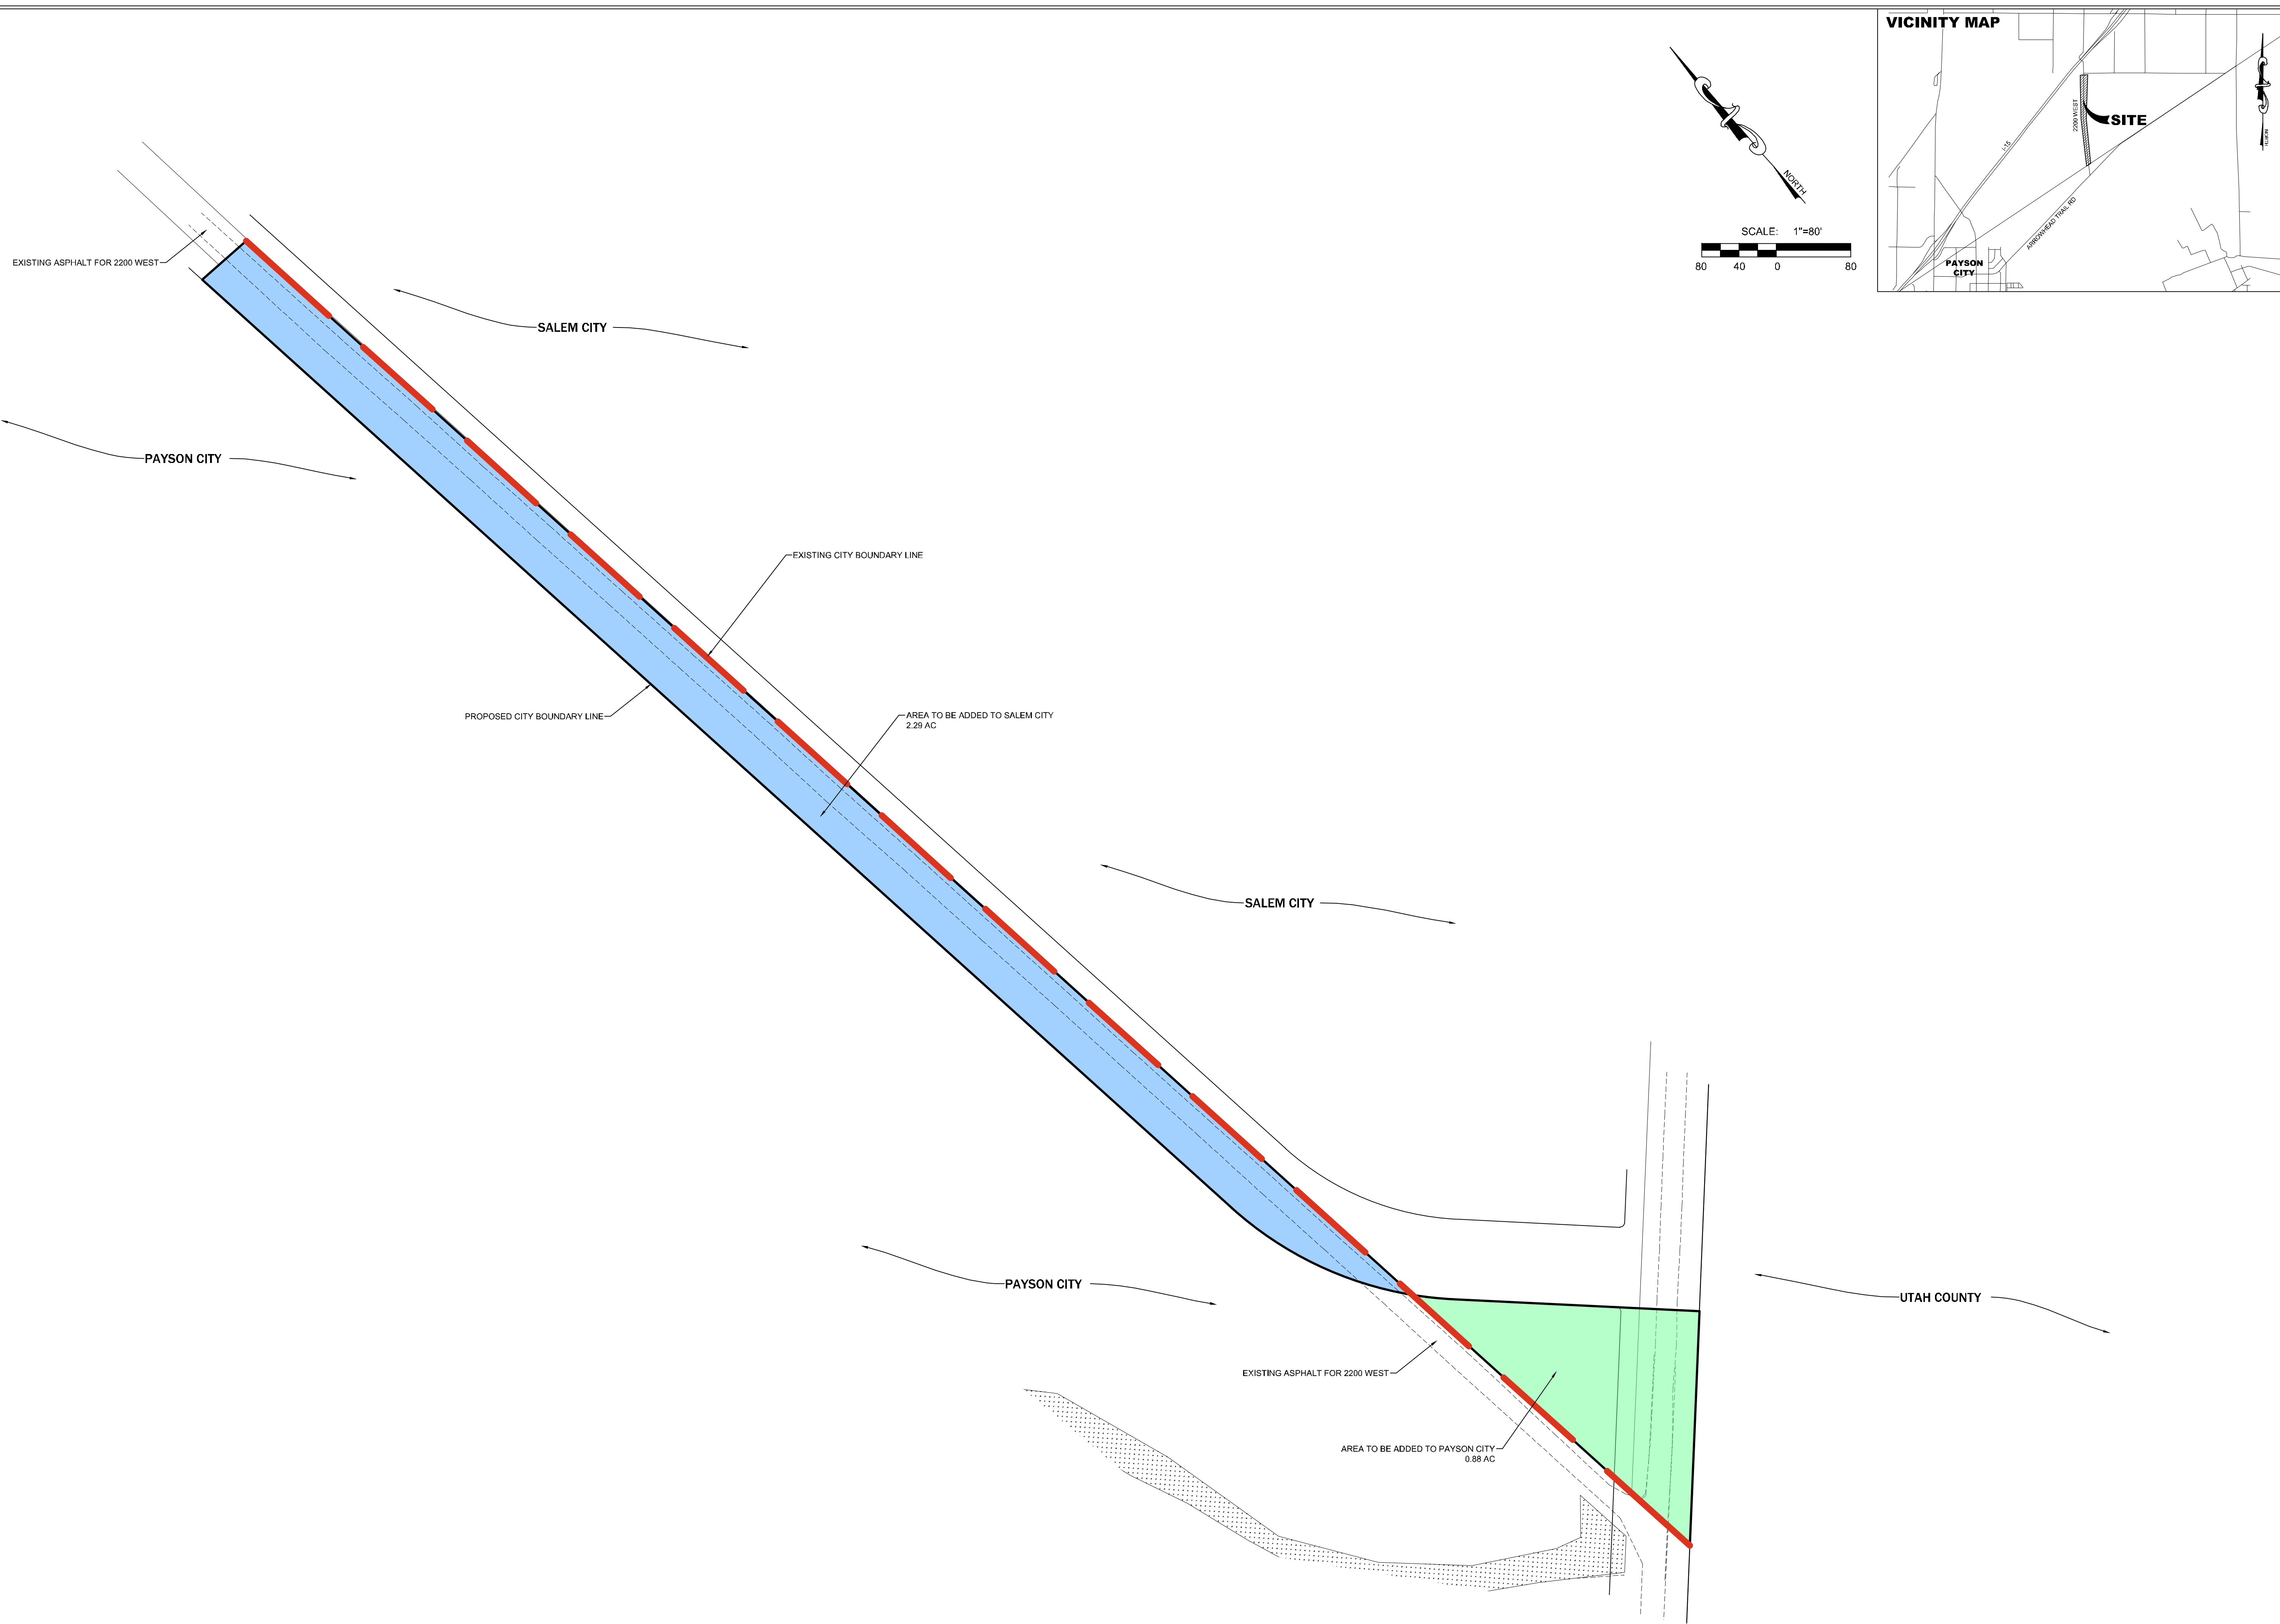 VICINITY MAP
NORTH
SITE
2200 WEST
I-15
ARROWHEAD TRAIL RD
PAYSON
CITY
NORTH
SCALE: 1"=80'
80 40 0 80
EXISTING ASPHALT FOR 2200 WEST
SALEM CITY
PAYSON CITY
EXISTING CITY BOUNDARY LINE
PROPOSED CITY BOUNDARY LINE
AREA TO BE ADDED TO SALEM CITY
2.29 AC
SALEM CITY
PAYSON CITY
UTAH COUNTY
EXISTING ASPHALT FOR 2200 WEST
AREA TO BE ADDED TO PAYSON CITY
0.88 AC